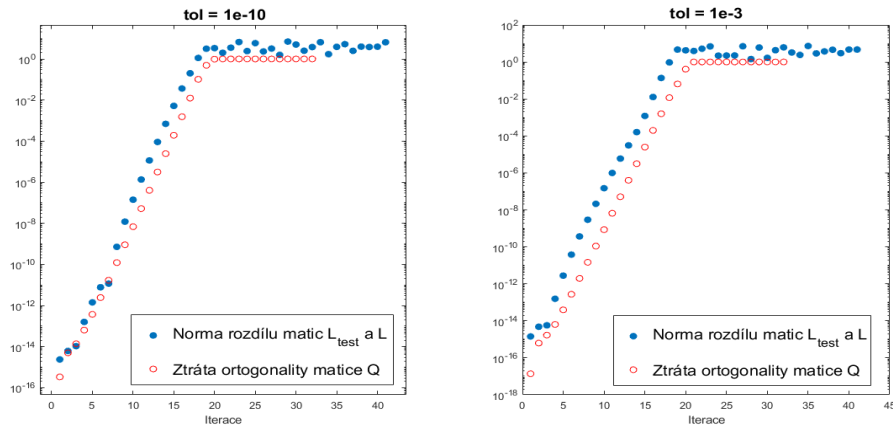 tol = 1e-10
10^0
10^-2
10^-4
10^-6
10^-8
10^-10
10^-12
10^-14
10^-16
0 5 10 15 20 25 30 35 40
Iterace
Norma rozdílu matic L_test a L
Ztráta ortogonality matice Q
tol = 1e-3
10^2
10^0
10^-2
10^-4
10^-6
10^-8
10^-10
10^-12
10^-14
10^-16
10^-18
0 5 10 15 20 25 30 35 40 45
Iterace
Norma rozdílu matic L_test a L
Ztráta ortogonality matice Q